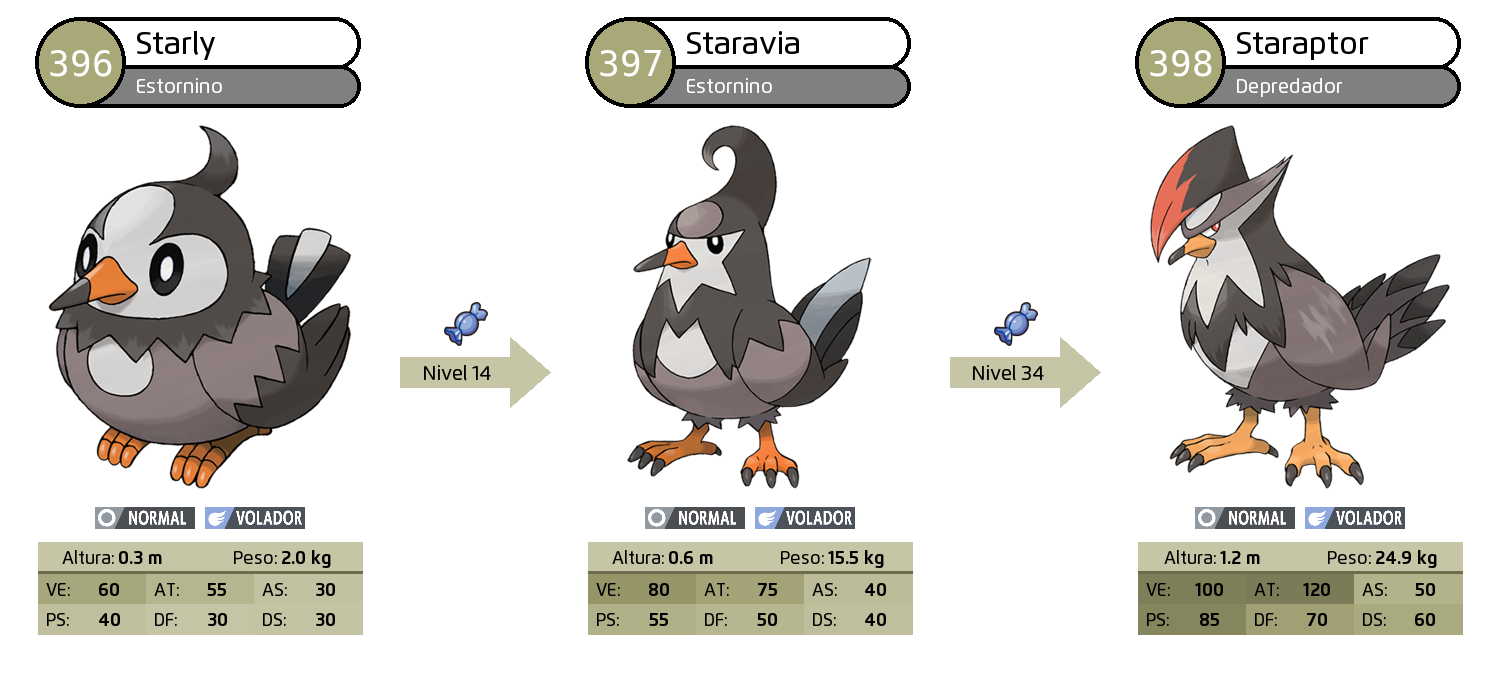 396 Starly
Estornino
NORMAL VOLADOR
Altura: 0.3 m Peso: 2.0 kg
VE: 60 AT: 55 AS: 30
PS: 40 DF: 30 DS: 30
Nivel 14
397 Staravia
Estornino
NORMAL VOLADOR
Altura: 0.6 m Peso: 15.5 kg
VE: 80 AT: 75 AS: 40
PS: 55 DF: 50 DS: 40
Nivel 34
398 Staraptor
Depredador
NORMAL VOLADOR
Altura: 1.2 m Peso: 24.9 kg
VE: 100 AT: 120 AS: 50
PS: 85 DF: 70 DS: 60